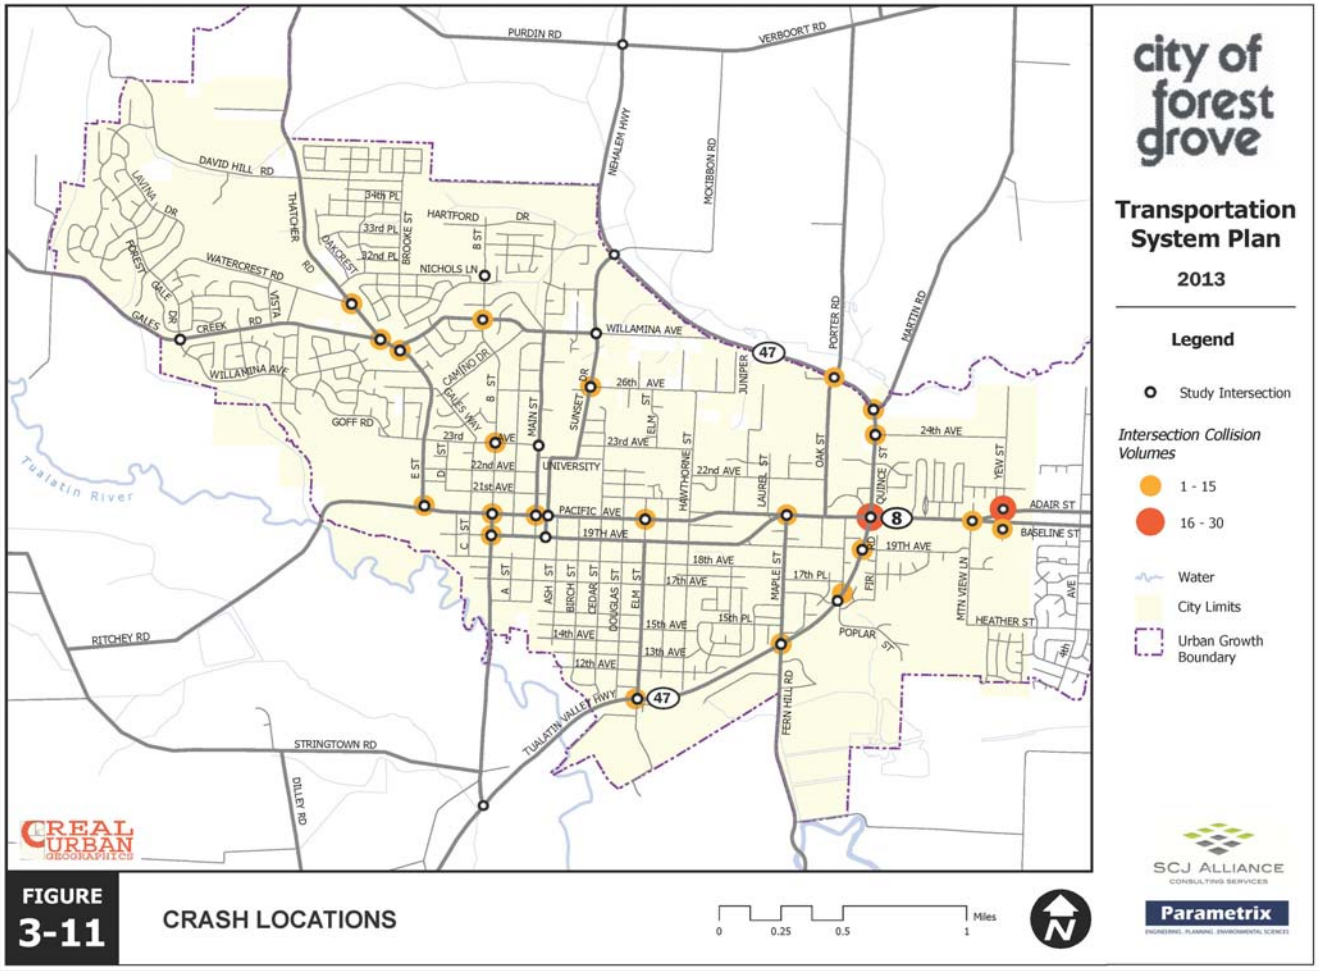 PURDIN RD
VERBOORT RD
NEHALEM HWY
MCKIBBON RD
DAVID HILL RD
LAVINA DR
THATCHER RD
34th PL
33rd PL
32nd PL
BROOKE ST
HARTFORD DR
B ST
NICHOLS LN
OAKCREST
WATERCREST RD
FOREST GALE DR
VISTA
GALES CREEK RD
WILLAMINA AVE
WILLAMINA AVE
47
PORTER RD
MARTIN RD
JUNIPER
CAMINO DR
GALES WAY
B ST
26th AVE
SUNSET DR
ELM ST
MAIN ST
GOFF RD
23rd AVE
23rd AVE
24th AVE
E ST
D ST
22nd AVE
UNIVERSITY
22nd AVE
21st AVE
HAWTHORNE ST
LAUREL ST
OAK ST
QUINCE ST
YEW ST
Tualatin River
PACIFIC AVE
8
ADAIR ST
BASELINE ST
C ST
19TH AVE
19TH AVE
A ST
ASH ST
BIRCH ST
CEDAR ST
DOUGLAS ST
ELM ST
18th AVE
17th AVE
17th PL
MAPLE ST
FIR RD
MTN VIEW LN
AVE
15th AVE
15th PL
14th AVE
13th AVE
12th AVE
POPLAR ST
HEATHER ST
4th
RITCHEY RD
47
TUALATIN VALLEY HWY
FERN HILL RD
STRINGTOWN RD
DILLEY RD
CREAL
URBAN
GEOGRAPHICS
city of
forest
grove
Transportation
System Plan
2013
Legend
Study Intersection
Intersection Collision
Volumes
1 - 15
16 - 30
Water
City Limits
Urban Growth
Boundary
SCJ ALLIANCE
CONSULTING SERVICES
Parametrix
ENGINEERING . PLANNING . ENVIRONMENTAL SCIENCES
FIGURE
3-11
CRASH LOCATIONS
0 0.25 0.5 1 Miles
N